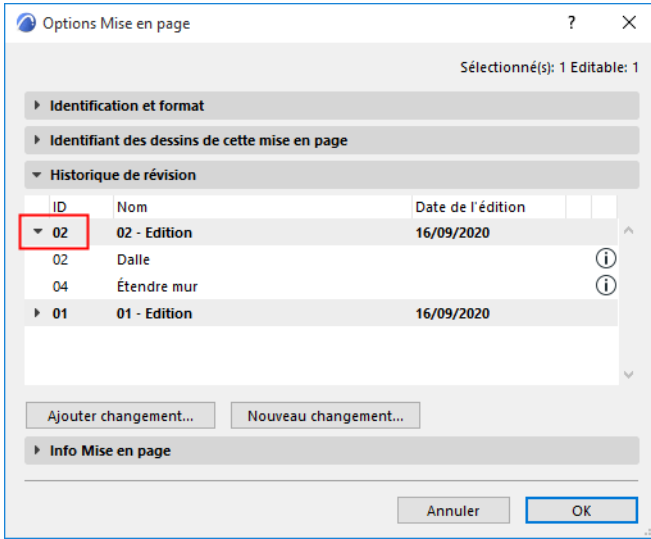 Options Mise en page ?
Sélectionné(s): 1 Editable: 1
Identification et format
Identifiant des dessins de cette mise en page
Historique de révision
ID Nom Date de l'édition
02 02 - Edition 16/09/2020
02 Dalle
04 Étendre mur
01 01 - Edition 16/09/2020
Ajouter changement... Nouveau changement...
Info Mise en page
Annuler OK